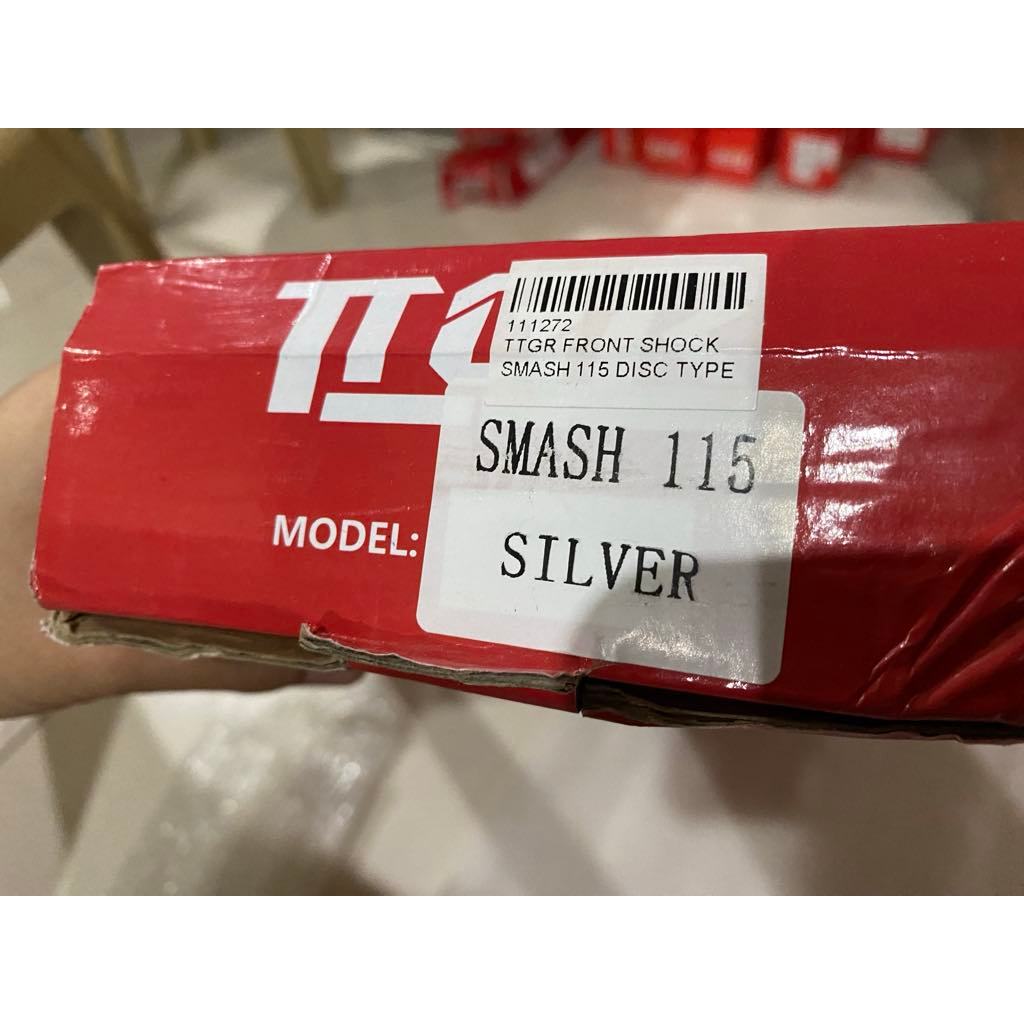 111272
TTGR FRONT SHOCK
SMASH 115 DISC TYPE
SMASH 115
MODEL:
SILVER